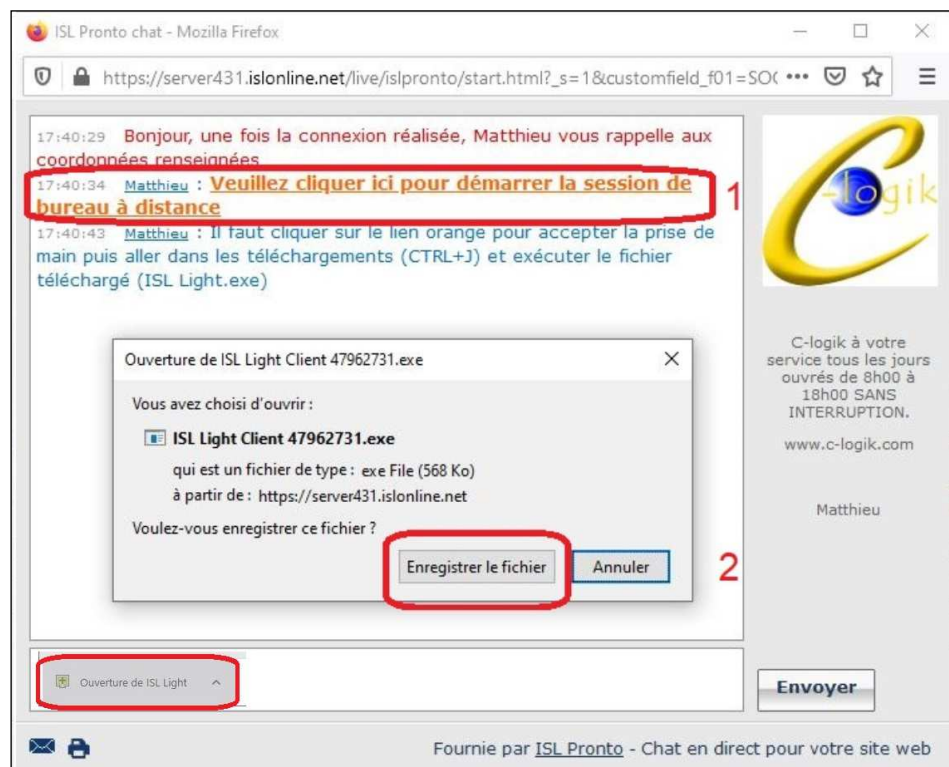 ISL Pronto chat - Mozilla Firefox
https://server431.islonline.net/live/islpronto/start.html?_s=1&customfield_f01=SO(
17:40:29 Bonjour, une fois la connexion réalisée, Matthieu vous rappelle aux
coordonnées renseignées
17:40:34 Matthieu : Veuillez cliquer ici pour démarrer la session de
bureau à distance
1
17:40:43 Matthieu : Il faut cliquer sur le lien orange pour accepter la prise de
main puis aller dans les téléchargements (CTRL+J) et exécuter le fichier
téléchargé (ISL Light.exe)
C-logik
C-logik à votre
service tous les jours
ouvrés de 8h00 à
18h00 SANS
INTERRUPTION.
www.c-logik.com
Matthieu
Ouverture de ISL Light Client 47962731.exe
Vous avez choisi d'ouvrir :
ISL Light Client 47962731.exe
qui est un fichier de type : exe File (568 Ko)
à partir de : https://server431.islonline.net
Voulez-vous enregistrer ce fichier ?
Enregistrer le fichier
Annuler
2
Ouverture de ISL Light
Envoyer
Fournie par ISL Pronto - Chat en direct pour votre site web